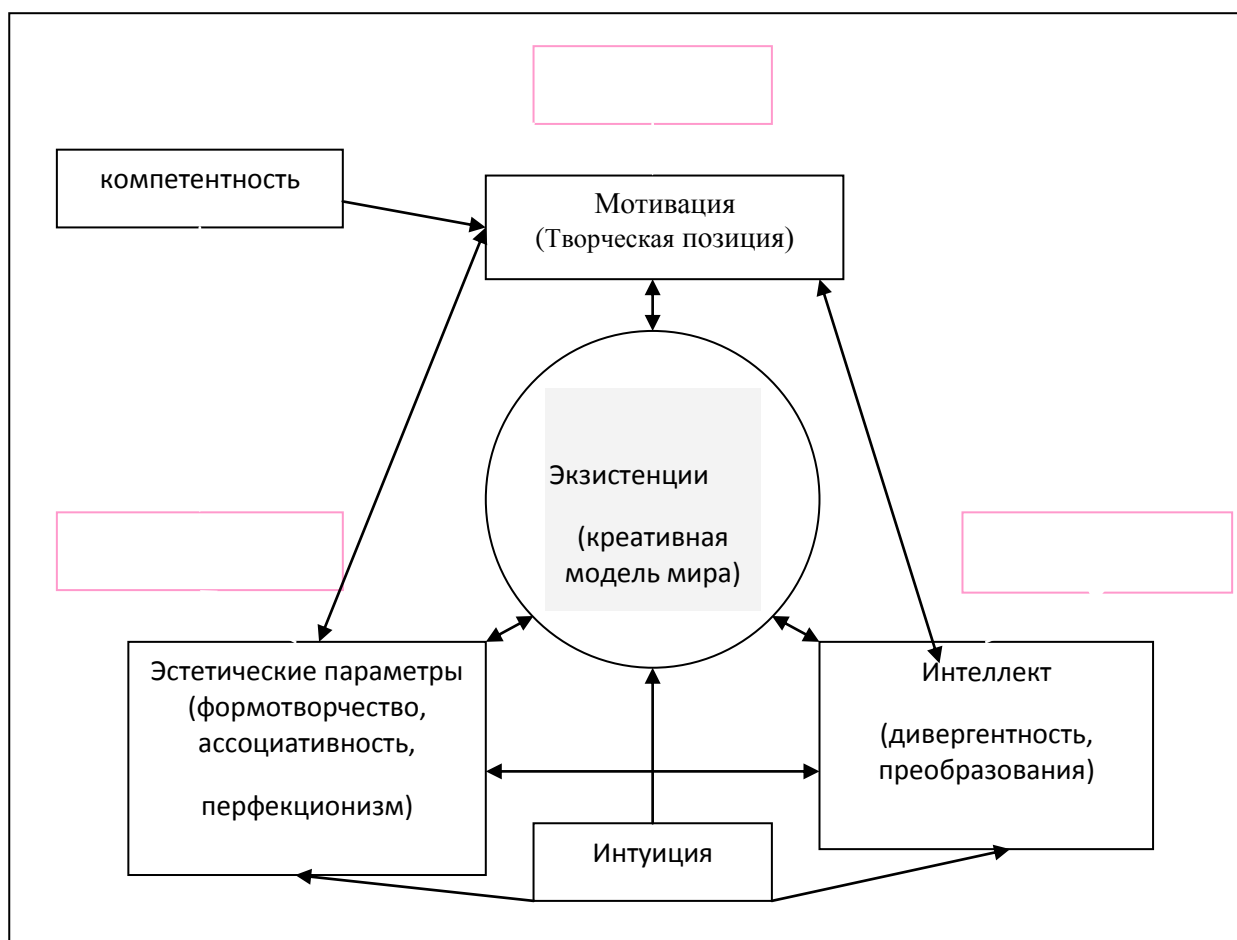 компетентность
Мотивация
(Творческая позиция)
Экзистенции
(креативная
модель мира)
Эстетические параметры
(формотворчество,
ассоциативность,
перфекционизм)
Интеллект
(дивергентность,
преобразования)
Интуиция